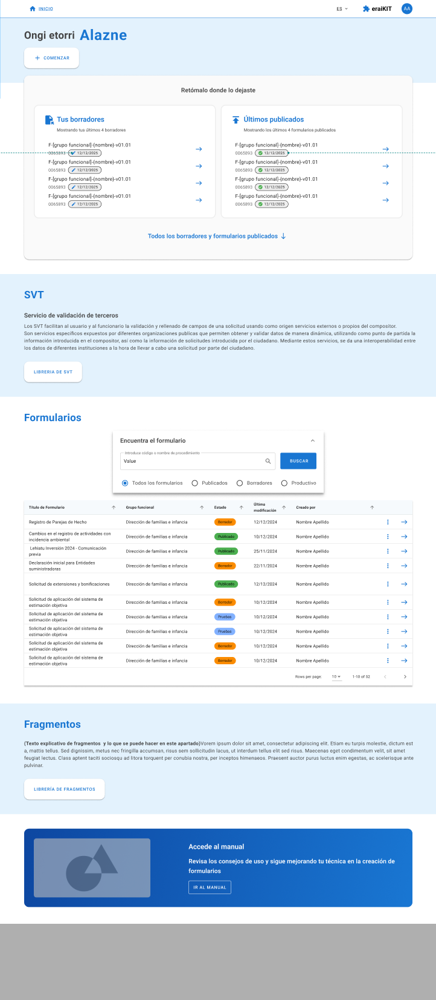 INICIO
ES
eraiKIT
AA
Ongi etorri Alazne
COMENZAR
Retómalo donde lo dejaste
Tus borradores
Mostrando tus últimos 4 borradores
F-[grupo funcional]-{nombre}-v01.01
0065893 12/12/2025
F-[grupo funcional]-{nombre}-v01.01
0065893 12/12/2025
F-[grupo funcional]-{nombre}-v01.01
0065893 12/12/2025
F-[grupo funcional]-{nombre}-v01.01
0065893 12/12/2025
Últimos publicados
Mostrando los últimos 4 formularios publicados
F-[grupo funcional]-{nombre}-v01.01
0065893 12/12/2025
F-[grupo funcional]-{nombre}-v01.01
0065893 12/12/2025
F-[grupo funcional]-{nombre}-v01.01
0065893 12/12/2025
F-[grupo funcional]-{nombre}-v01.01
0065893 12/12/2025
Todos los borradores y formularios publicados
SVT
Servicio de validación de terceros
Los SVT facilitan al usuario y al funcionario la validación y rellenado de campos de una solicitud usando como origen servicios externos o propios del compositor.
Son servicios específicos expuestos por diferentes organizaciones publicas que permiten obtener y validar datos de manera dinámica, utilizando como punto de partida la
información introducida en el compositor, así como la información de solicitudes introducida por el ciudadano. Mediante estos servicios, se da una interoperabilidad entre
los datos de diferentes instituciones a la hora de llevar a cabo una solicitud por parte del ciudadano.
LIBRERIA DE SVT
Formularios
Encuentra el formulario
Introduce código o nombre de procedimiento
Value
BUSCAR
Todos los formularios Publicados Borradores Productivo
Título de Formulario Grupo funcional Estado Última modificación Creado por
Registro de Parejas de Hecho Dirección de familias e infancia Borrador 12/12/2024 Nombre Apellido
Cambios en el registro de actividades con
incidencia ambiental Dirección de familias e infancia Publicado 10/12/2024 Nombre Apellido
Lehiatu Inversión 2024 - Comunicación
previa Dirección de familias e infancia Publicado 25/11/2024 Nombre Apellido
Declaración inicial para Entidades
suministradoras Dirección de familias e infancia Borrador 22/11/2024 Nombre Apellido
Solicitud de extensiones y bonificaciones Dirección de familias e infancia Publicado 12/12/2024 Nombre Apellido
Solicitud de aplicación del sistema de
estimación objetiva Dirección de familias e infancia Borrador 10/12/2024 Nombre Apellido
Solicitud de aplicación del sistema de
estimación objetiva Dirección de familias e infancia Pruebas 10/12/2024 Nombre Apellido
Solicitud de aplicación del sistema de
estimación objetiva Dirección de familias e infancia Pruebas 10/12/2024 Nombre Apellido
Solicitud de aplicación del sistema de
estimación objetiva Dirección de familias e infancia Borrador 10/12/2024 Nombre Apellido
Solicitud de aplicación del sistema de
estimación objetiva Dirección de familias e infancia Borrador 10/12/2024 Nombre Apellido
Rows per page: 10 1-10 of 52
Fragmentos
(Texto explicativo de fragmentos y lo que se puede hacer en este apartado)Vorem ipsum dolor sit amet, consectetur adipiscing elit. Etiam eu turpis molestie, dictum est
a, mattis tellus. Sed dignissim, metus nec fringilla accumsan, risus sem sollicitudin lacus, ut interdum tellus elit sed risus. Maecenas eget condimentum velit, sit amet
feugiat lectus. Class aptent taciti sociosqu ad litora torquent per conubia nostra, per inceptos himenaeos. Praesent auctor purus luctus enim egestas, ac scelerisque ante
pulvinar.
LIBRERÍA DE FRAGMENTOS
Accede al manual
Revisa los consejos de uso y sigue mejorando tu técnica en la creación de
formularios
IR AL MANUAL